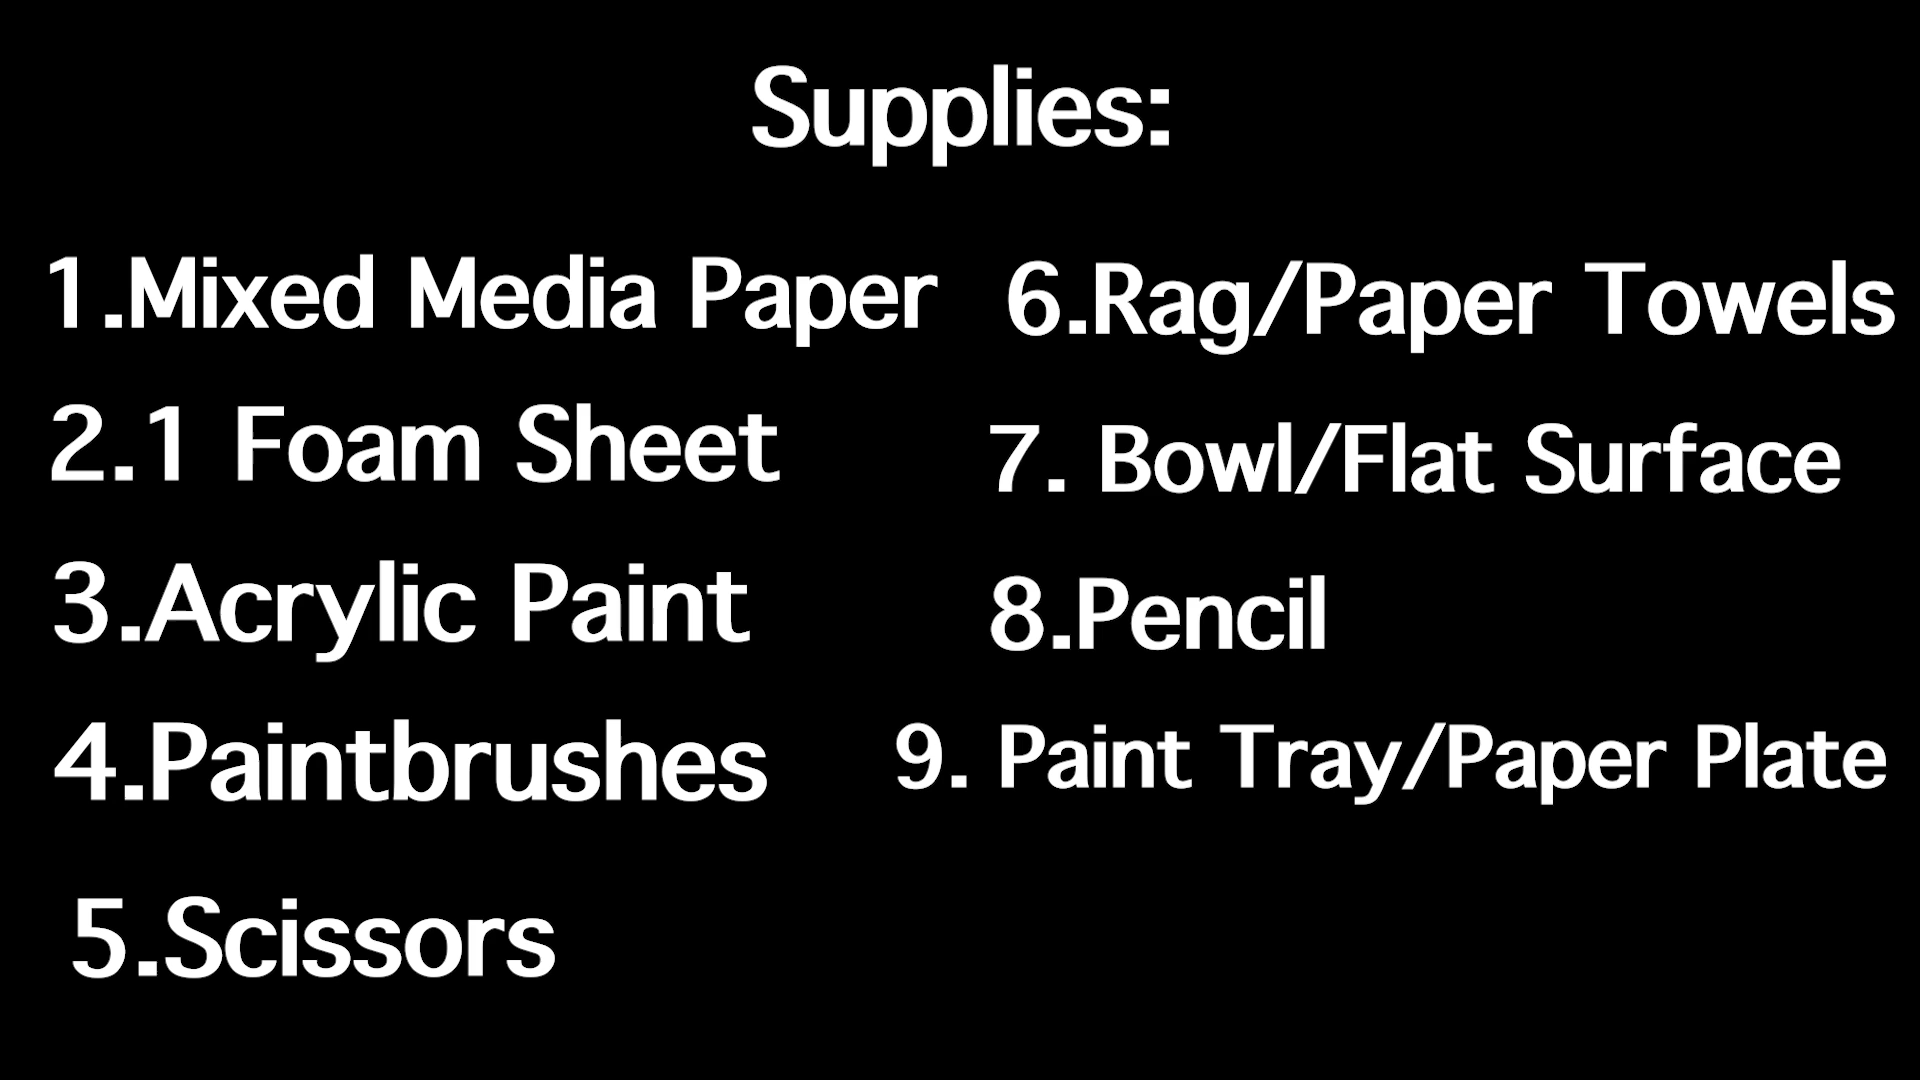 Supplies:
1.Mixed Media Paper
2.1 Foam Sheet
3.Acrylic Paint
4.Paintbrushes
5.Scissors
6.Rag/Paper Towels
7. Bowl/Flat Surface
8.Pencil
9. Paint Tray/Paper Plate